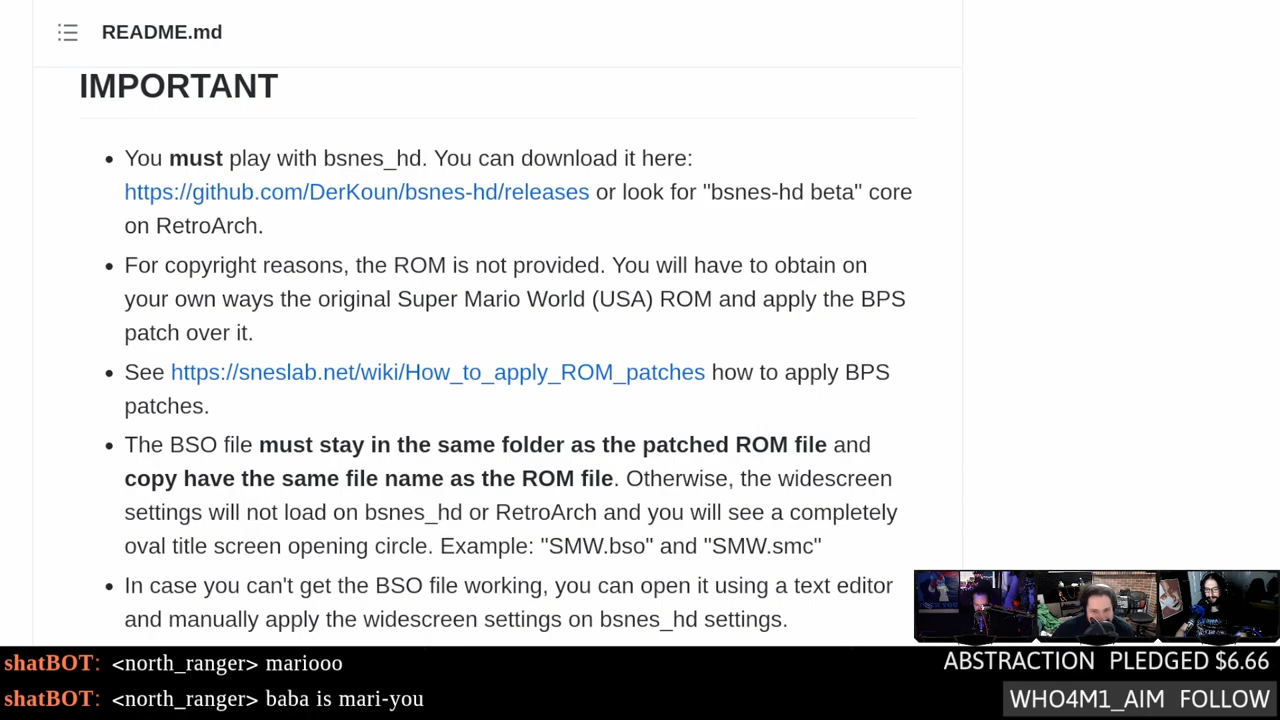 README.md
IMPORTANT
You must play with bsnes_hd. You can download it here:
https://github.com/DerKoun/bsnes-hd/releases or look for "bsnes-hd beta" core
on RetroArch.
For copyright reasons, the ROM is not provided. You will have to obtain on
your own ways the original Super Mario World (USA) ROM and apply the BPS
patch over it.
See https://sneslab.net/wiki/How_to_apply_ROM_patches how to apply BPS
patches.
The BSO file must stay in the same folder as the patched ROM file and
copy have the same file name as the ROM file. Otherwise, the widescreen
settings will not load on bsnes_hd or RetroArch and you will see a completely
oval title screen opening circle. Example: "SMW.bso" and "SMW.smc"
In case you can't get the BSO file working, you can open it using a text editor
and manually apply the widescreen settings on bsnes_hd settings.
shatBOT: <north_ranger> mariooo
shatBOT: <north_ranger> baba is mari-you
ABSTRACTION PLEDGED $6.66
WHO4M1_AIM FOLLOW